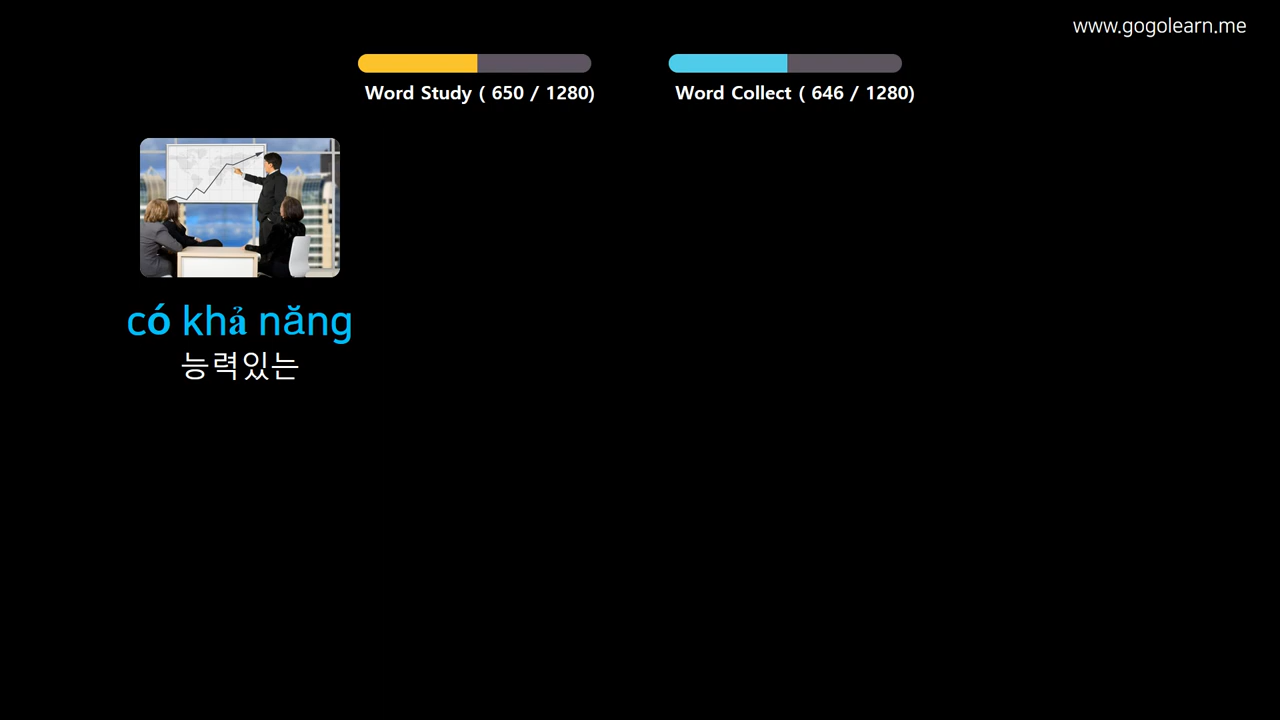 www.gogolearn.me
Word Study ( 650 / 1280)
Word Collect ( 646 / 1280)
có khả năng
능력있는